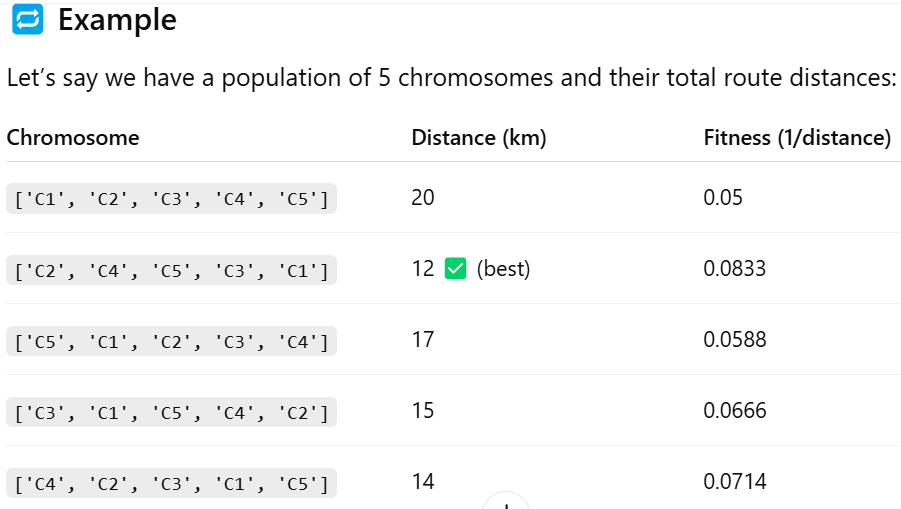 🔁 Example
Let’s say we have a population of 5 chromosomes and their total route distances:
Chromosome Distance (km) Fitness (1/distance)
['C1', 'C2', 'C3', 'C4', 'C5'] 20 0.05
['C2', 'C4', 'C5', 'C3', 'C1'] 12 ✅ (best) 0.0833
['C5', 'C1', 'C2', 'C3', 'C4'] 17 0.0588
['C3', 'C1', 'C5', 'C4', 'C2'] 15 0.0666
['C4', 'C2', 'C3', 'C1', 'C5'] 14 0.0714